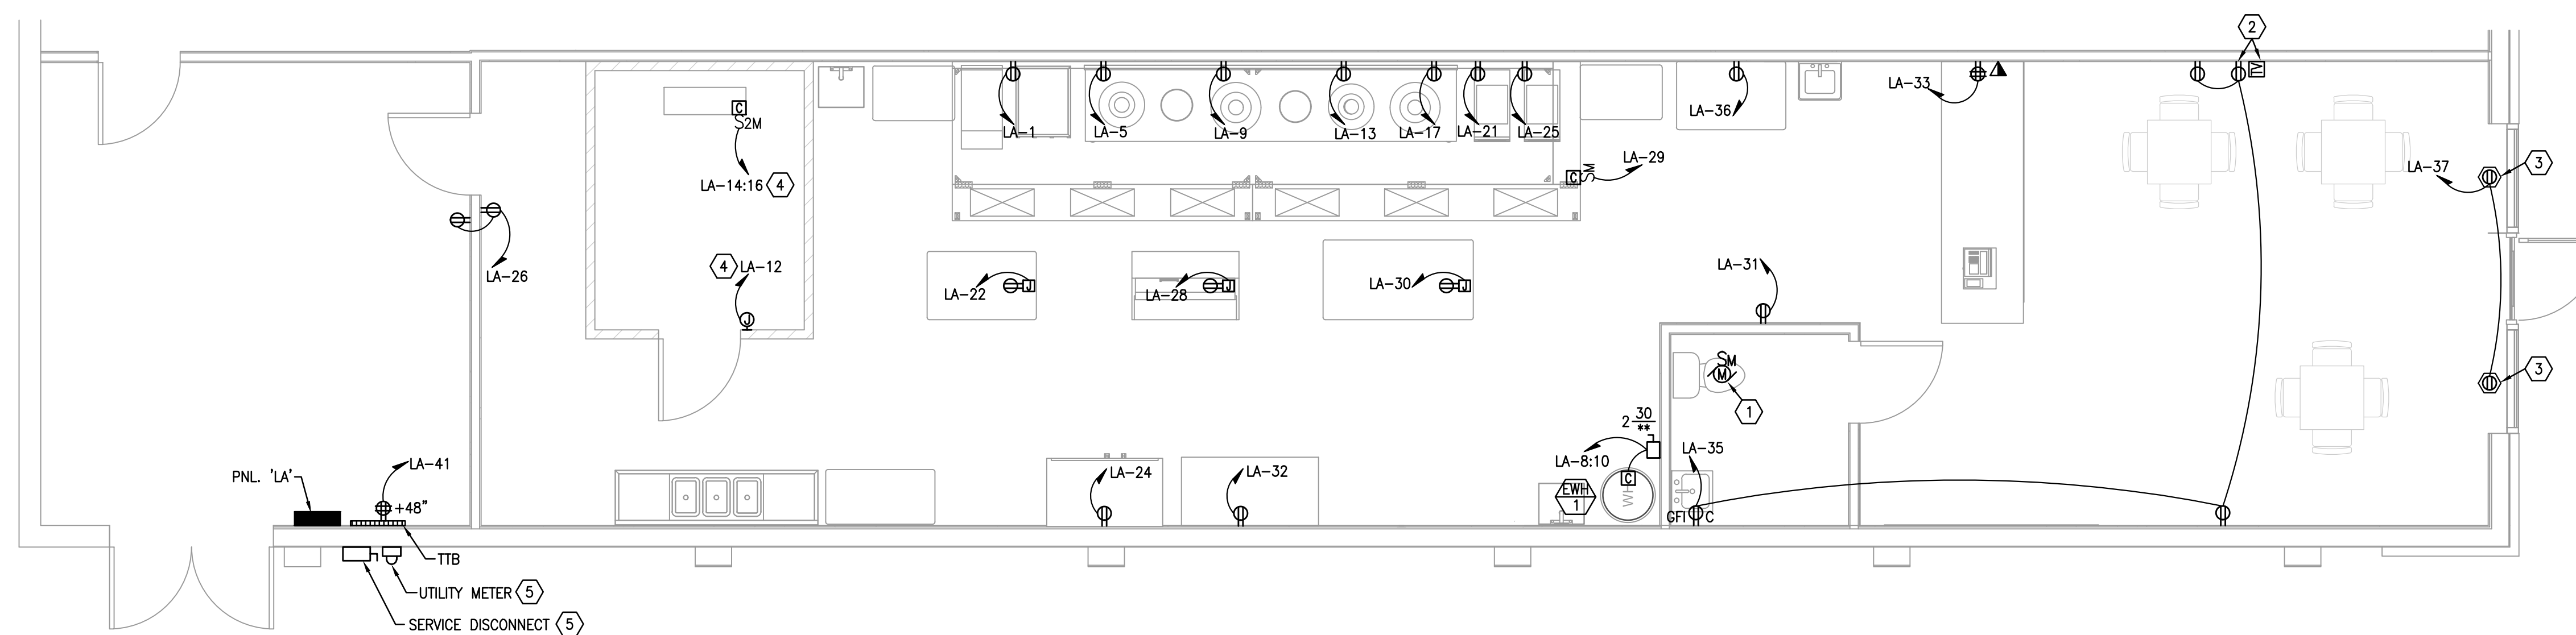 2
TV
LA-1
LA-5
LA-9
LA-13
LA-17
LA-21
LA-25
LA-36
LA-33
C
S2M
LA-14:16 4
C SM
LA-29
LA-37
3
LA-26
4 LA-12
J
LA-22
J
LA-28
J
LA-30
J
LA-31
SM
M
1
3
2 30
**
LA-8:10
LA-35
C
WH
EWH
1
GFI C
LA-24
LA-32
PNL. 'LA'
LA-41
+48"
TTB
UTILITY METER 5
SERVICE DISCONNECT 5